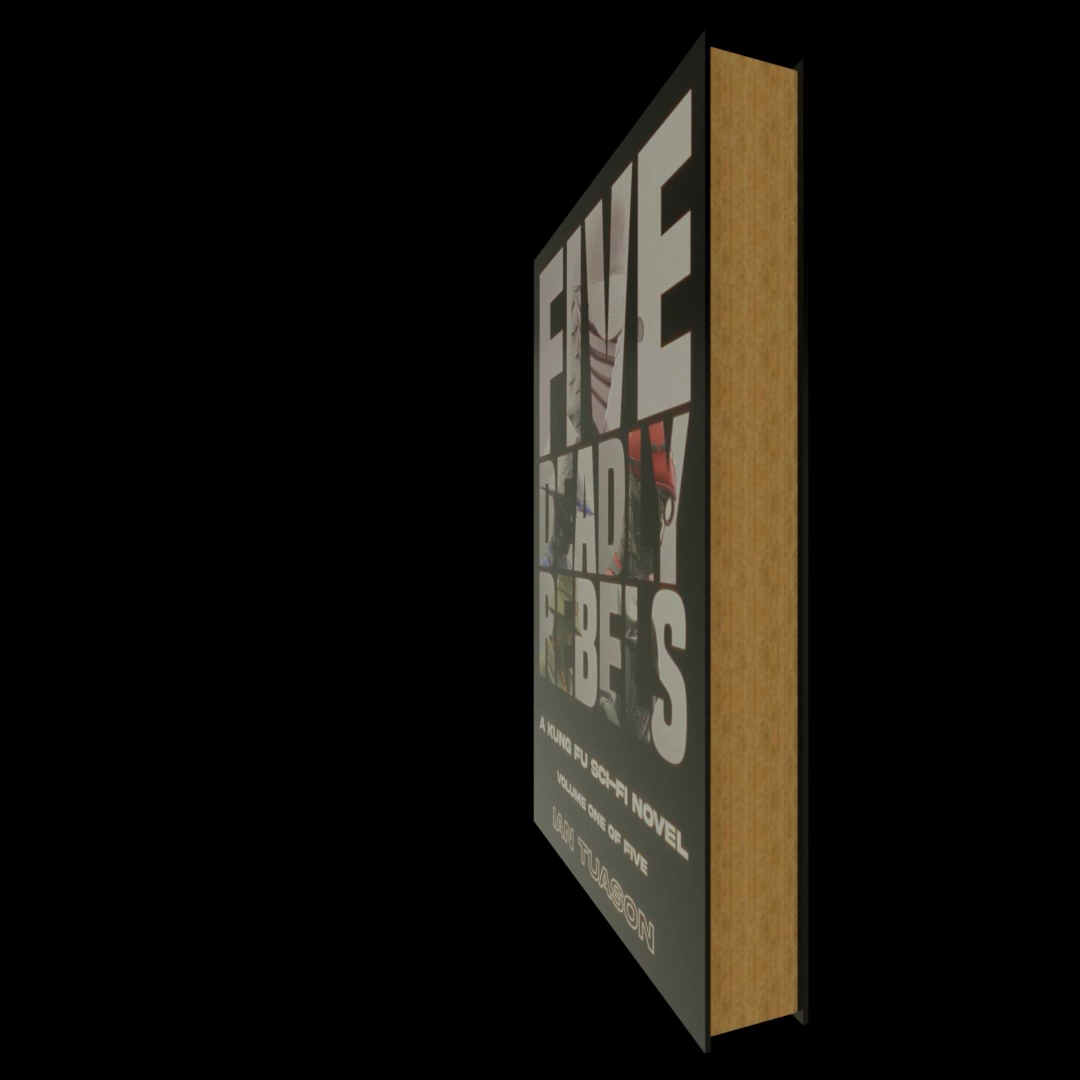 FIVE
DEADLY
REBELS
A KUNG FU SCI-FI NOVEL
VOLUME ONE OF FIVE
IAN TUASON